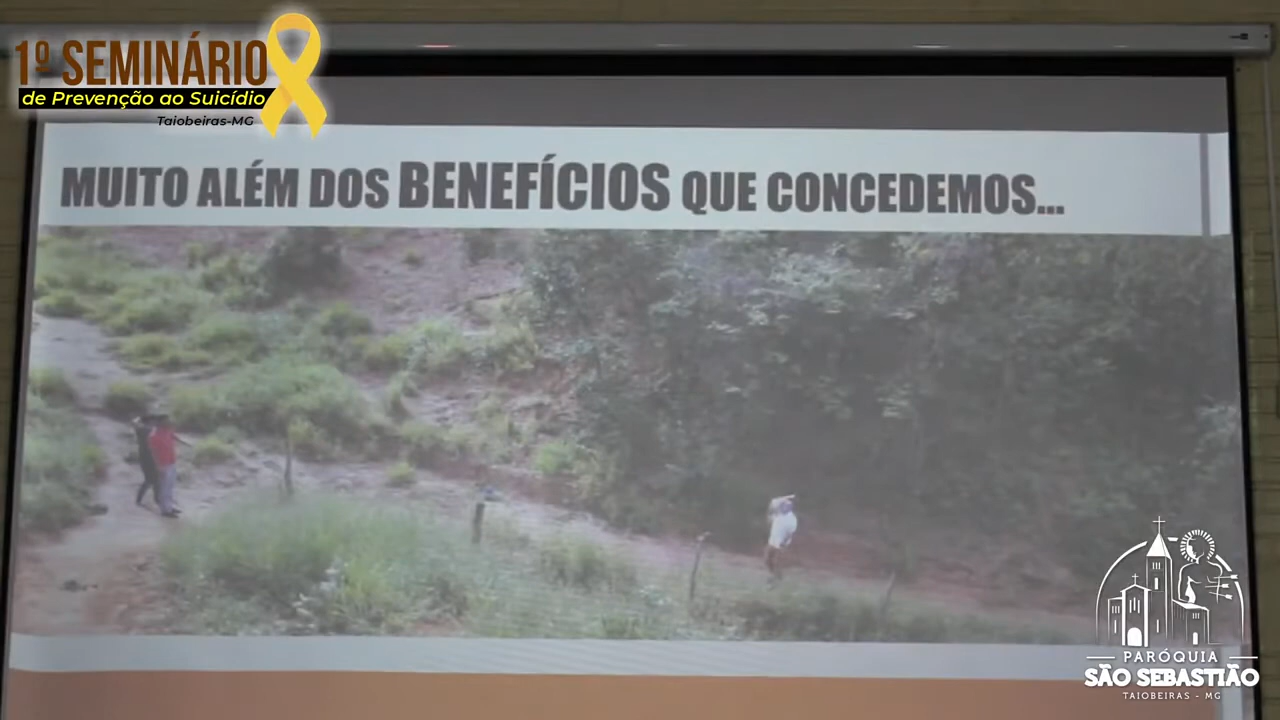 1º SEMINÁRIO
de Prevenção ao Suicídio
Taiobeiras-MG
MUITO ALÉM DOS BENEFÍCIOS QUE CONCEDEMOS...
PARÓQUIA
SÃO SEBASTIÃO
TAIOBEIRAS - MG